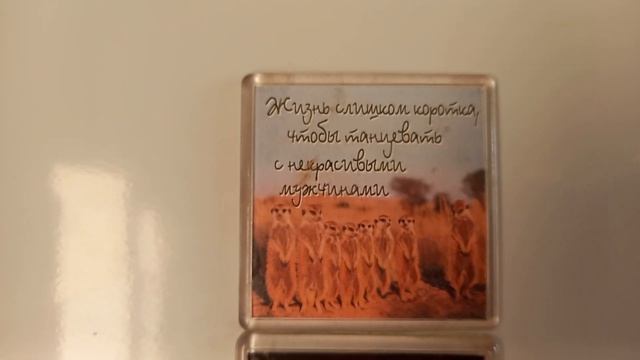 Жизнь слишком коротка,
чтобы танцевать
с некрасивыми
мужчинами